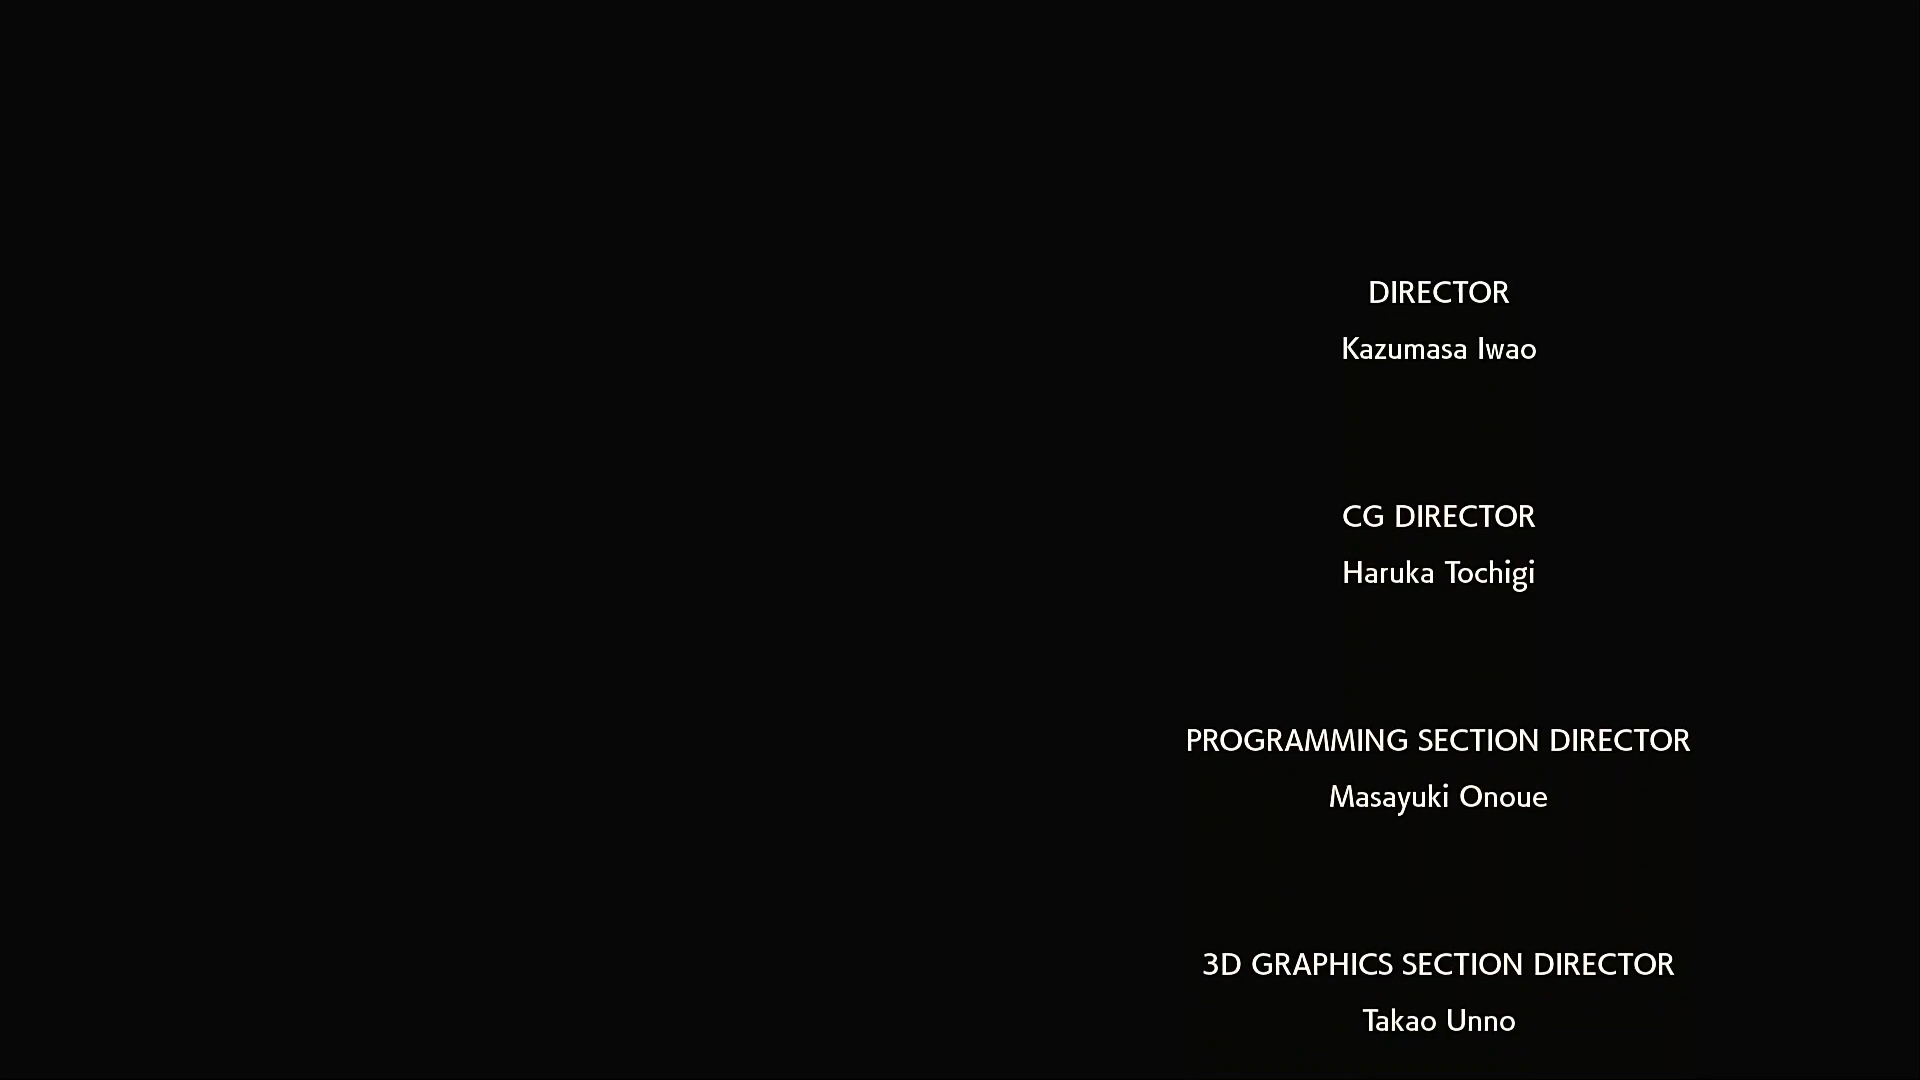 DIRECTOR
Kazumasa Iwao
CG DIRECTOR
Haruka Tochigi
PROGRAMMING SECTION DIRECTOR
Masayuki Onoue
3D GRAPHICS SECTION DIRECTOR
Takao Unno